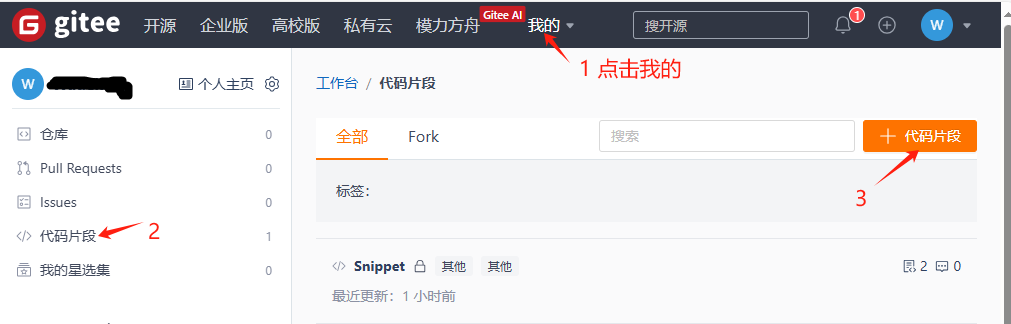 G gitee 开源 企业版 高校版 私有云 模力方舟 Gitee AI 我的 搜开源 1 W
1 点击我的
W 个人主页
工作台 / 代码片段
仓库 0
全部 Fork 搜索 代码片段
Pull Requests 0
3
标签：
Issues 0
代码片段 2 1
我的星选集 0
Snippet 其他 其他 2 0
最近更新：1 小时前